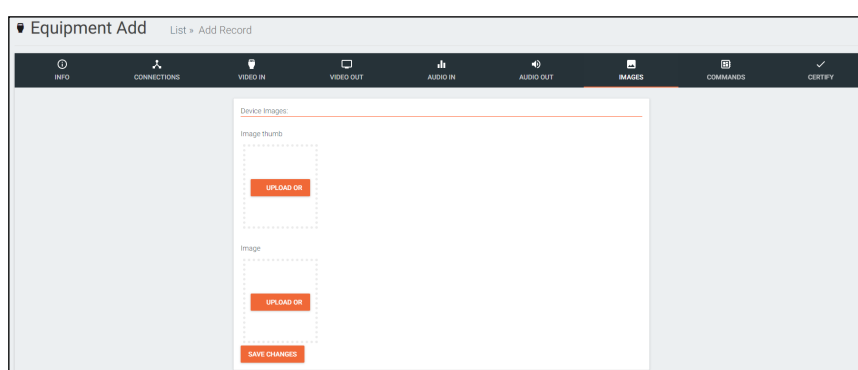 Equipment Add List » Add Record
INFO CONNECTIONS VIDEO IN VIDEO OUT AUDIO IN AUDIO OUT IMAGES COMMANDS CERTIFY
Device Images:
Image thumb
UPLOAD OR
Image
UPLOAD OR
SAVE CHANGES